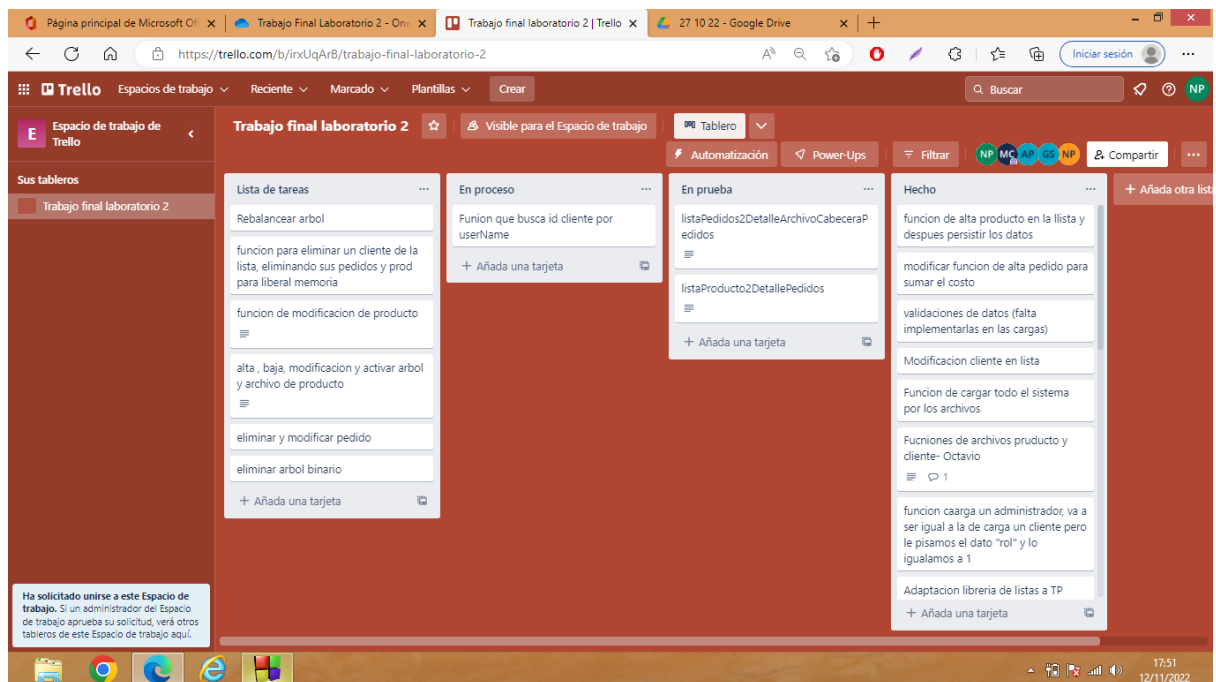 Página principal de Microsoft Of
Trabajo Final Laboratorio 2 - One
Trabajo final laboratorio 2 | Trello
27 10 22 - Google Drive
https://trello.com/b/irxUqArB/trabajo-final-laboratorio-2
Iniciar sesión
Trello
Espacios de trabajo
Reciente
Marcado
Plantillas
Crear
Buscar
NP
E
Espacio de trabajo de
Trello
Trabajo final laboratorio 2
Visible para el Espacio de trabajo
Tablero
Automatización
Power-Ups
Filtrar
NP MC AP GS NP
Compartir
Sus tableros
Trabajo final laboratorio 2
Lista de tareas
Rebalancear arbol
funcion para eliminar un cliente de la
lista, eliminando sus pedidos y prod
para liberal memoria
funcion de modificacion de producto
alta , baja, modificacion y activar arbol
y archivo de producto
eliminar y modificar pedido
eliminar arbol binario
+ Añada una tarjeta
En proceso
Funion que busca id cliente por
userName
+ Añada una tarjeta
En prueba
listaPedidos2DetalleArchivoCabeceraP
edidos
listaProducto2DetallePedidos
+ Añada una tarjeta
Hecho
funcion de alta producto en la llista y
despues persistir los datos
modificar funcion de alta pedido para
sumar el costo
validaciones de datos (falta
implementarlas en las cargas)
Modificacion cliente en lista
Funcion de cargar todo el sistema
por los archivos
Fucniones de archivos pruducto y
cliente- Octavio
1
funcion caarga un administrador, va a
ser igual a la de carga un cliente pero
le pisamos el dato "rol" y lo
igualamos a 1
Adaptacion libreria de listas a TP
+ Añada una tarjeta
+ Añada otra lista
Ha solicitado unirse a este Espacio de
trabajo. Si un administrador del Espacio
de trabajo aprueba su solicitud, verá otros
tableros de este Espacio de trabajo aquí.
17:51
12/11/2022